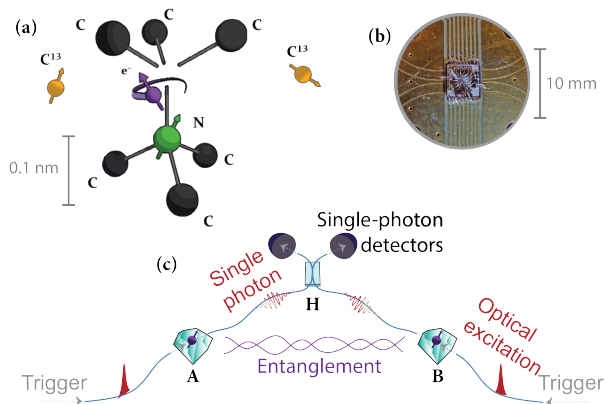 (a)
C
C
C
C¹³
e⁻
C¹³
N
C
C
C
0.1 nm
(b)
10 mm
(c)
Single
photon
Single-photon
detectors
H
Optical
excitation
Entanglement
A
B
Trigger
Trigger